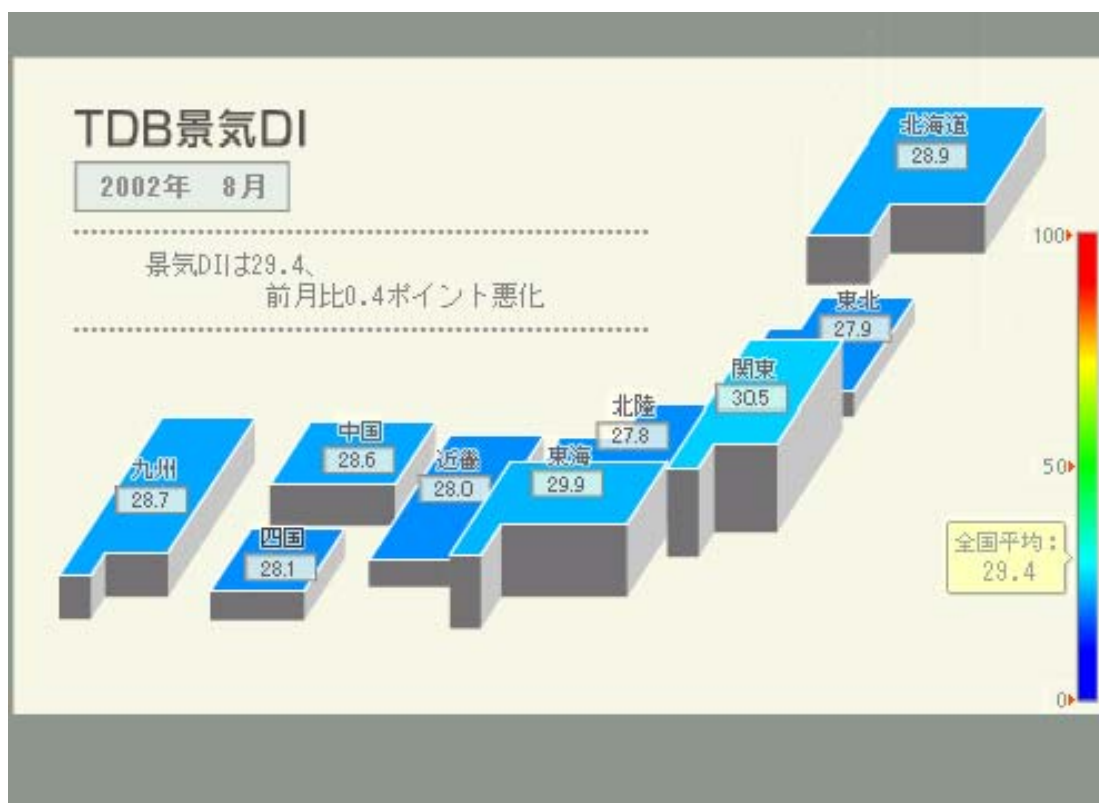 TDB景気DI
2002年 8月
景気DIは29.4、
前月比0.4ポイント悪化
北海道
28.9
東北
27.9
関東
30.5
北陸
27.8
東海
29.9
近畿
28.0
中国
28.6
四国
28.1
九州
28.7
100
50
全国平均：
29.4
0